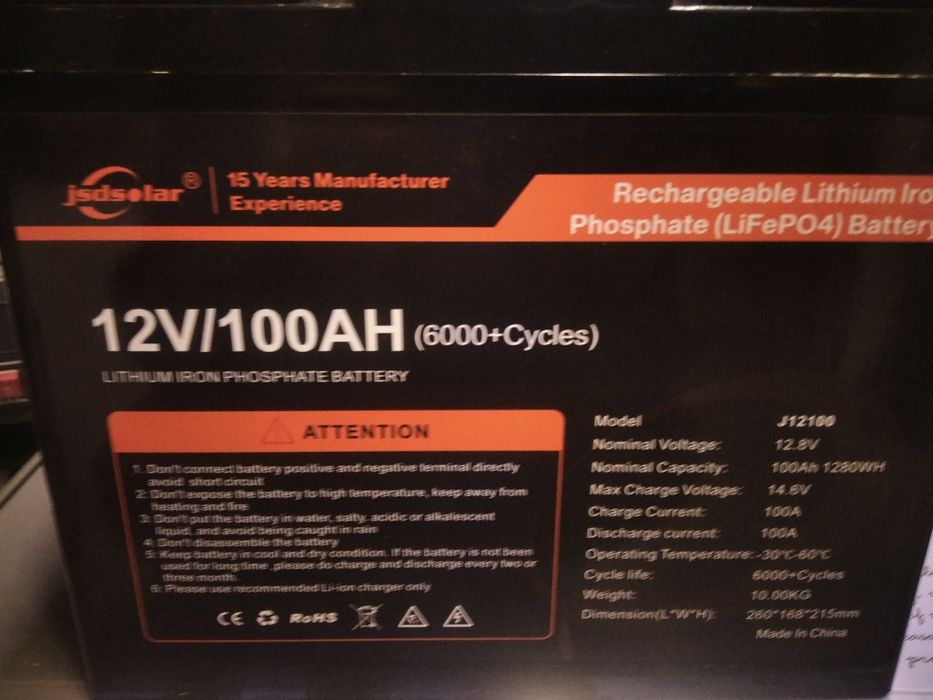 jsdsolar®
15 Years Manufacturer
Experience
Rechargeable Lithium Iro
Phosphate (LiFePO4) Battery
12V/100AH (6000+Cycles)
LITHIUM IRON PHOSPHATE BATTERY
ATTENTION
1. Don't connect battery positive and negative terminal directly
avoid short circuit
2: Don't expose the battery to high temperature, keep away from
heating and fire
3: Don't put the battery in water, salty, acidic or alkalescent
liquid, and avoid being caught in rain
4: Don't disassemble the battery
5: Keep battery in cool and dry condition. If the battery is not been
used for long time ,please do charge and discharge every two or
three month.
6: Please use recommended Li-ion charger only
CE RoHS
Model J12100
Nominal Voltage: 12.8V
Nominal Capacity: 100Ah 1280WH
Max Charge Voltage: 14.6V
Charge Current: 100A
Discharge current: 100A
Operating Temperature:-30°C-60°C
Cycle life: 6000+Cycles
Weight: 10.00KG
Dimension(L*W*H): 260*168*215mm
Made In China